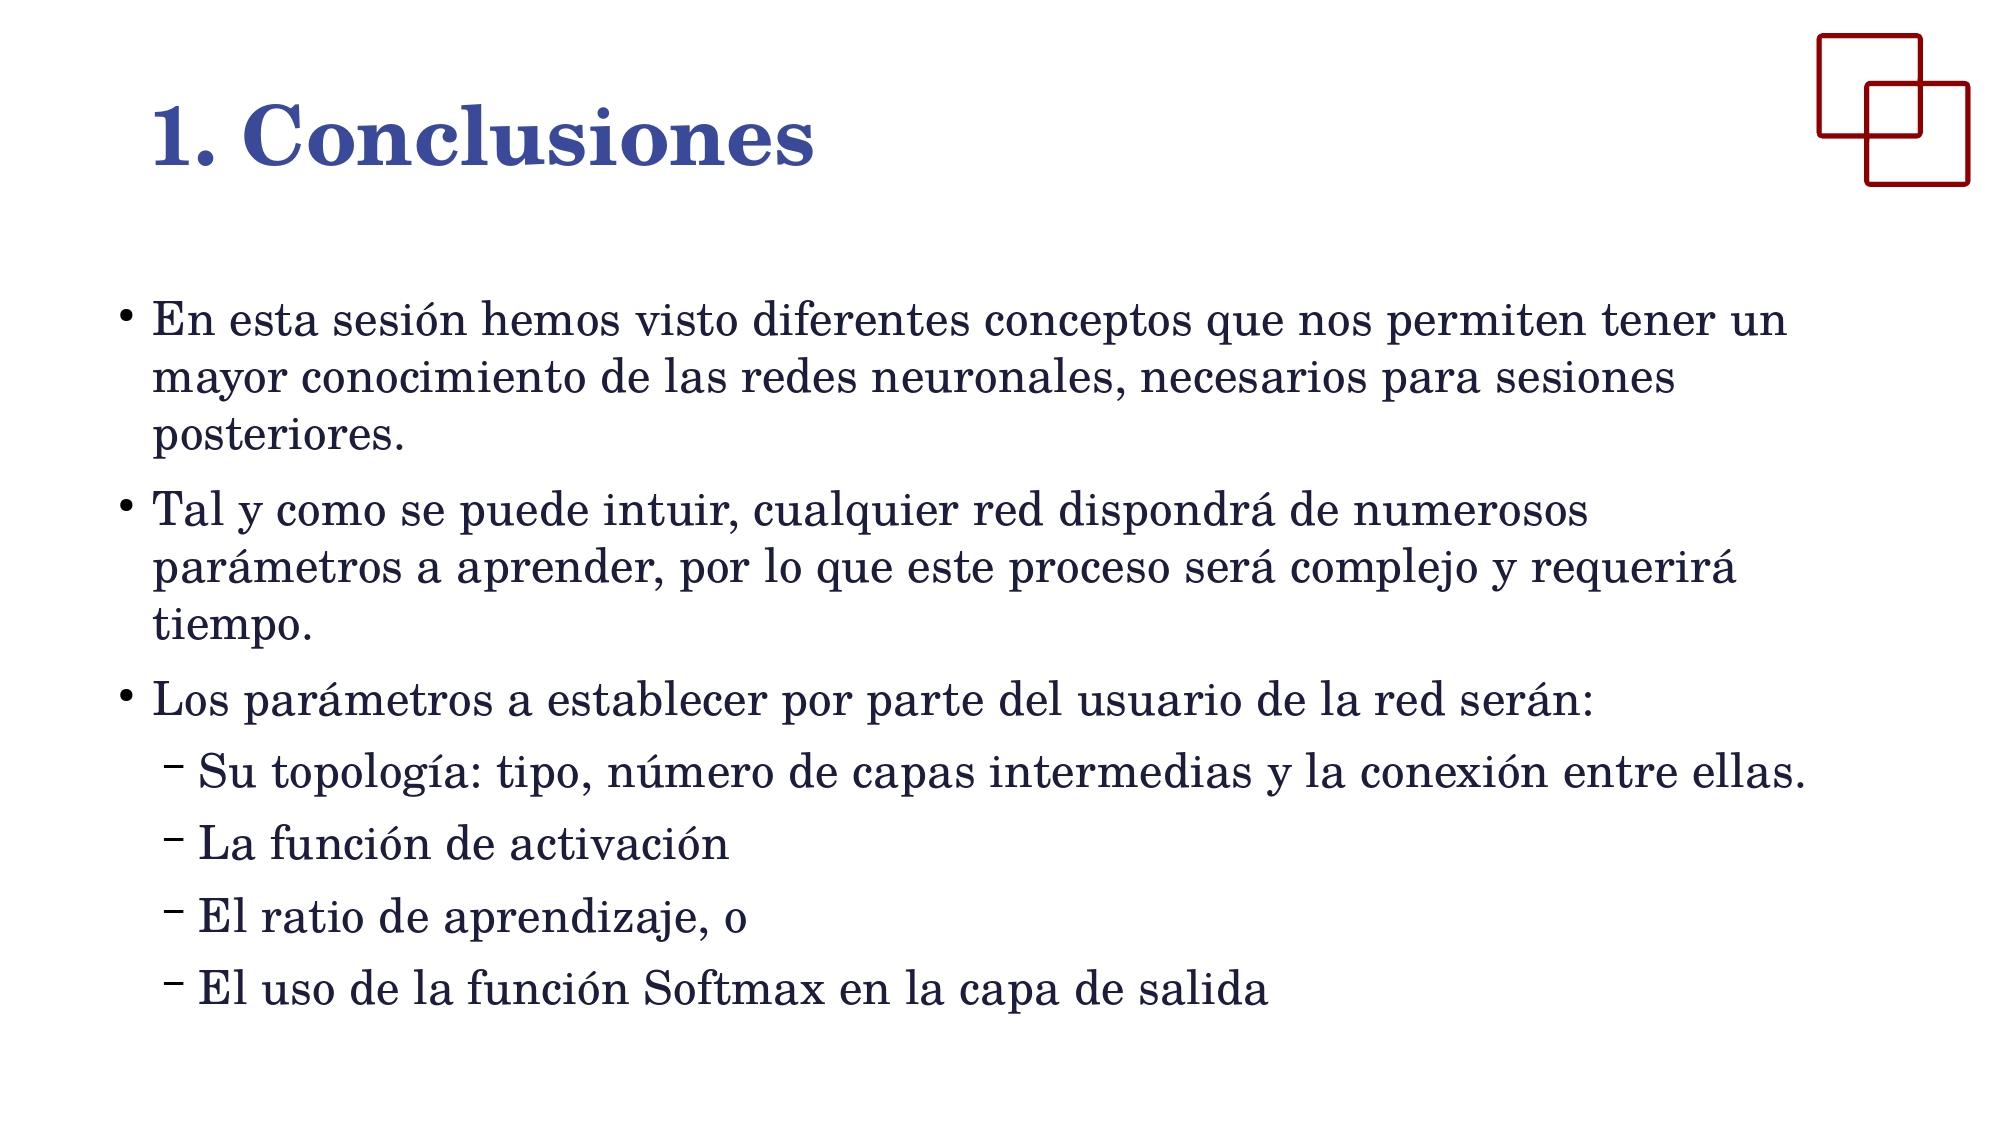 1. Conclusiones
• En esta sesión hemos visto diferentes conceptos que nos permiten tener un
mayor conocimiento de las redes neuronales, necesarios para sesiones
posteriores.
• Tal y como se puede intuir, cualquier red dispondrá de numerosos
parámetros a aprender, por lo que este proceso será complejo y requerirá
tiempo.
• Los parámetros a establecer por parte del usuario de la red serán:
– Su topología: tipo, número de capas intermedias y la conexión entre ellas.
– La función de activación
– El ratio de aprendizaje, o
– El uso de la función Softmax en la capa de salida